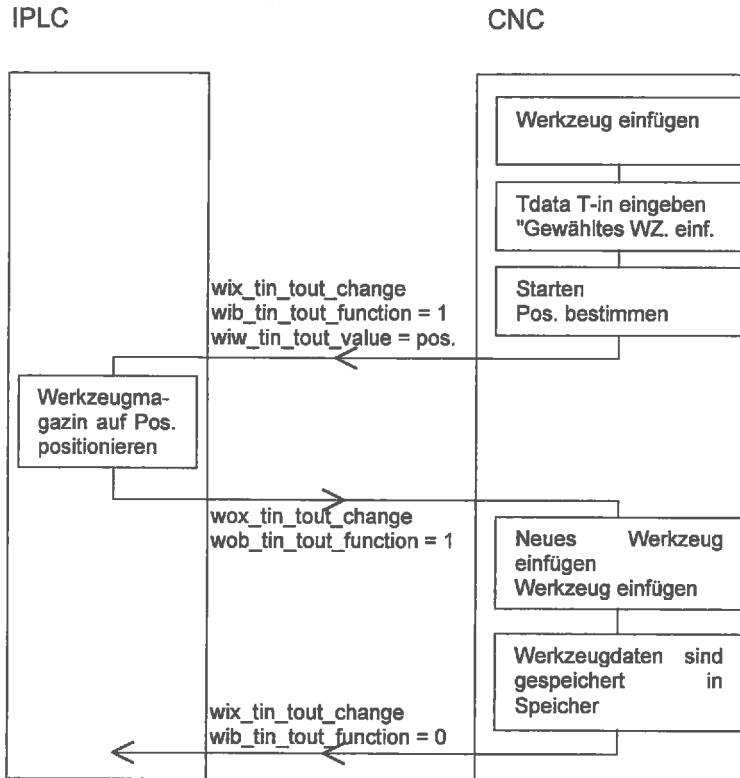 IPLC
CNC
Werkzeug einfügen
Tdata T-in eingeben
"Gewähltes WZ. einf.
Starten
Pos. bestimmen
wix_tin_tout_change
wib_tin_tout_function = 1
wiw_tin_tout_value = pos.
Werkzeugma-
gazin auf Pos.
positionieren
wox_tin_tout_change
wob_tin_tout_function = 1
Neues Werkzeug
einfügen
Werkzeug einfügen
Werkzeugdaten sind
gespeichert in
Speicher
wix_tin_tout_change
wib_tin_tout_function = 0